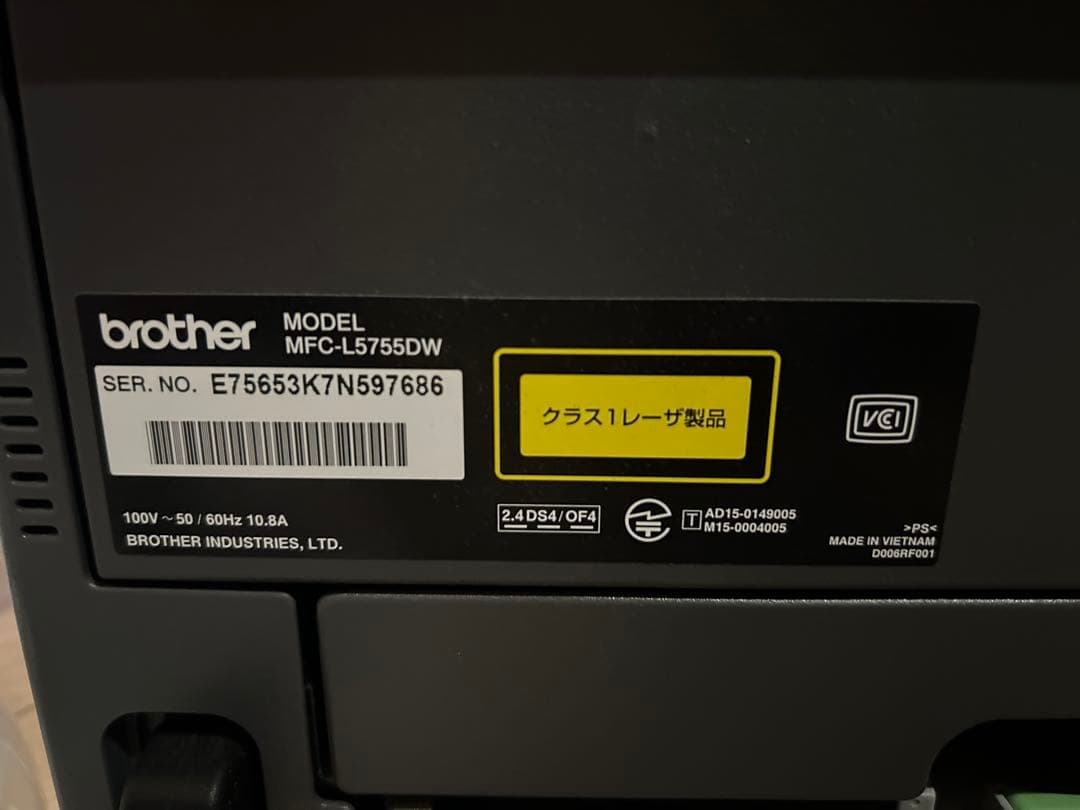 brother
MODEL
MFC-L5755DW
SER. NO. E75653K7N597686
クラス1レーザ製品
VCCI
100V ~ 50 / 60Hz 10.8A
BROTHER INDUSTRIES, LTD.
2.4 DS4 / OF4
T AD15-0149005
M15-0004005
>PS<
MADE IN VIETNAM
D006RF001